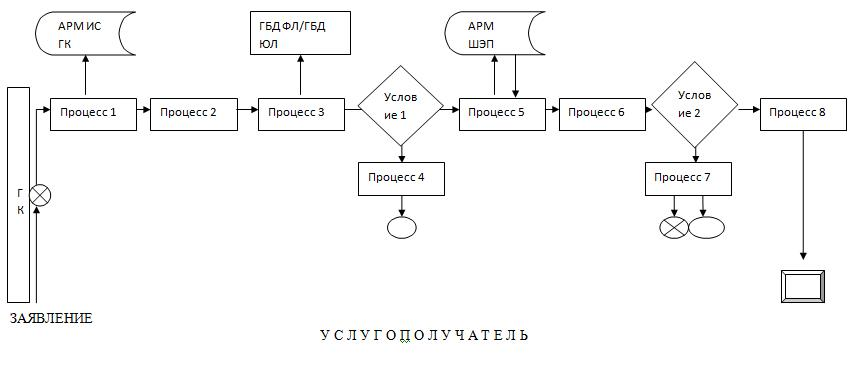 АРМ ИС
ГК
ГБД ФЛ/ГБД
ЮЛ
АРМ
ШЭП
Процесс 1
Процесс 2
Процесс 3
Услов
ие 1
Процесс 5
Процесс 6
Услов
ие 2
Процесс 8
Процесс 4
Процесс 7
Г
К
ЗАЯВЛЕНИЕ
У С Л У Г О П О Л У Ч А Т Е Л Ь